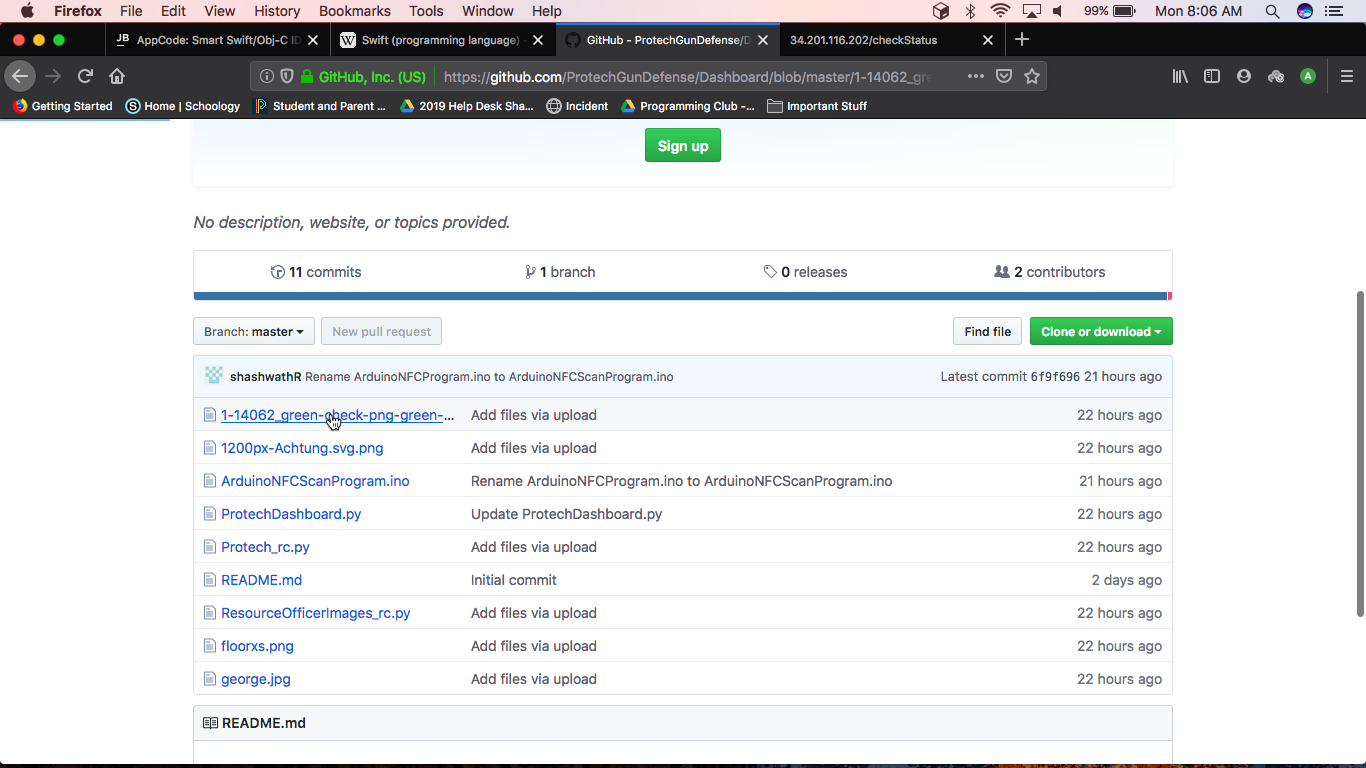 Firefox File Edit View History Bookmarks Tools Window Help 99% Mon 8:06 AM
JB AppCode: Smart Swift/Obj-C ID W Swift (programming language) - GitHub - ProtechGunDefense/D 34.201.116.202/checkStatus
GitHub, Inc. (US) https://github.com/ProtechGunDefense/Dashboard/blob/master/1-14062_gre A
Getting Started S Home | Schoology Student and Parent ... 2019 Help Desk Sha... Incident Programming Club -... Important Stuff
Sign up
No description, website, or topics provided.
11 commits 1 branch 0 releases 2 contributors
Branch: master New pull request Find file Clone or download
shashwathR Rename ArduinoNFCProgram.ino to ArduinoNFCScanProgram.ino Latest commit 6f9f696 21 hours ago
1-14062_green-check-png-green-... Add files via upload 22 hours ago
1200px-Achtung.svg.png Add files via upload 22 hours ago
ArduinoNFCScanProgram.ino Rename ArduinoNFCProgram.ino to ArduinoNFCScanProgram.ino 21 hours ago
ProtechDashboard.py Update ProtechDashboard.py 22 hours ago
Protech_rc.py Add files via upload 22 hours ago
README.md Initial commit 2 days ago
ResourceOfficerImages_rc.py Add files via upload 22 hours ago
floorxs.png Add files via upload 22 hours ago
george.jpg Add files via upload 22 hours ago
README.md